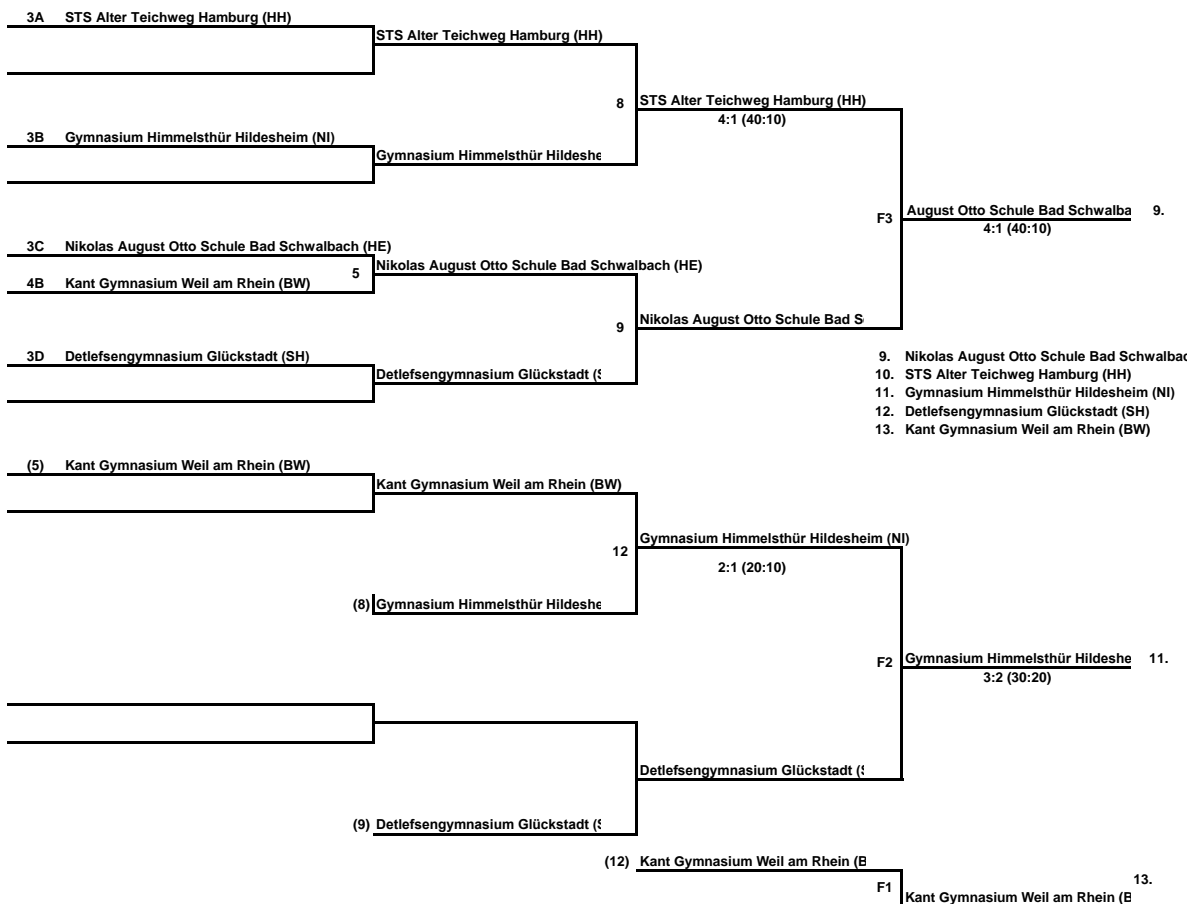 3A STS Alter Teichweg Hamburg (HH)
STS Alter Teichweg Hamburg (HH)
8 STS Alter Teichweg Hamburg (HH)
4:1 (40:10)
3B Gymnasium Himmelsthür Hildesheim (NI)
Gymnasium Himmelsthür Hildeshe
F3 August Otto Schule Bad Schwalba 9.
4:1 (40:10)
3C Nikolas August Otto Schule Bad Schwalbach (HE)
5 Nikolas August Otto Schule Bad Schwalbach (HE)
4B Kant Gymnasium Weil am Rhein (BW)
9 Nikolas August Otto Schule Bad S
3D Detlefsengymnasium Glückstadt (SH)
Detlefsengymnasium Glückstadt (S
9. Nikolas August Otto Schule Bad Schwalbac
10. STS Alter Teichweg Hamburg (HH)
11. Gymnasium Himmelsthür Hildesheim (NI)
12. Detlefsengymnasium Glückstadt (SH)
13. Kant Gymnasium Weil am Rhein (BW)
(5) Kant Gymnasium Weil am Rhein (BW)
Kant Gymnasium Weil am Rhein (BW)
12 Gymnasium Himmelsthür Hildesheim (NI)
2:1 (20:10)
(8) Gymnasium Himmelsthür Hildeshe
F2 Gymnasium Himmelsthür Hildeshe 11.
3:2 (30:20)
Detlefsengymnasium Glückstadt (S
(9) Detlefsengymnasium Glückstadt (S
(12) Kant Gymnasium Weil am Rhein (B
F1 Kant Gymnasium Weil am Rhein (B 13.